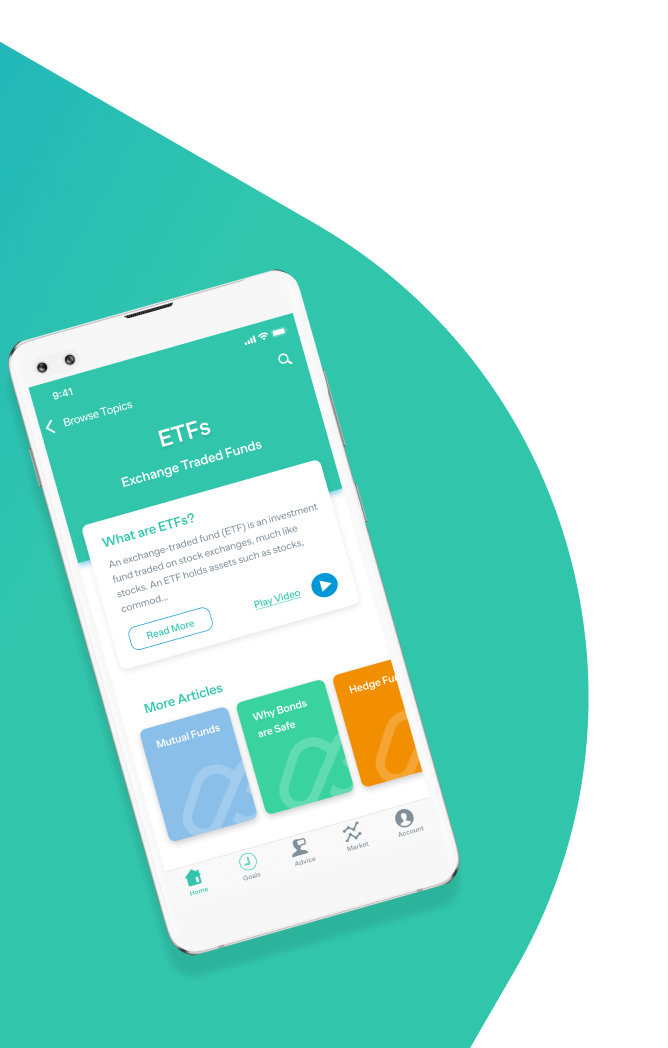 9:41
Browse Topics
ETFs
Exchange Traded Funds
What are ETFs?
An exchange-traded fund (ETF) is an investment
fund traded on stock exchanges, much like
stocks. An ETF holds assets such as stocks,
commod...
Read More
Play Video
More Articles
Mutual Funds
Why Bonds
are Safe
Hedge Fun
Home
Goals
Advice
Market
Account